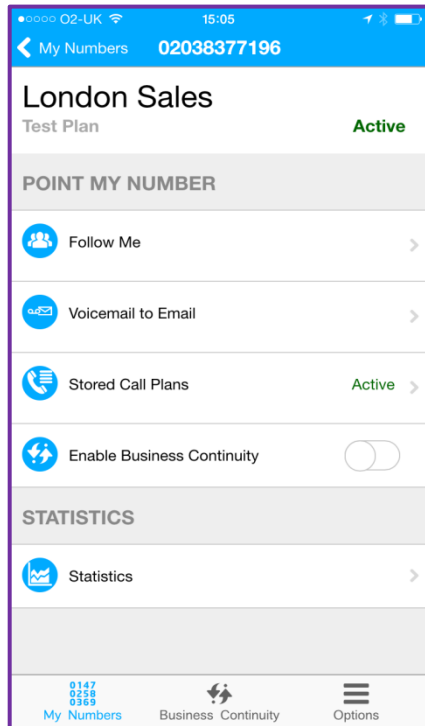 O2-UK 15:05
My Numbers 02038377196
London Sales
Test Plan Active
POINT MY NUMBER
Follow Me
Voicemail to Email
Stored Call Plans Active
Enable Business Continuity
STATISTICS
Statistics
0147
0258
0369
My Numbers Business Continuity Options